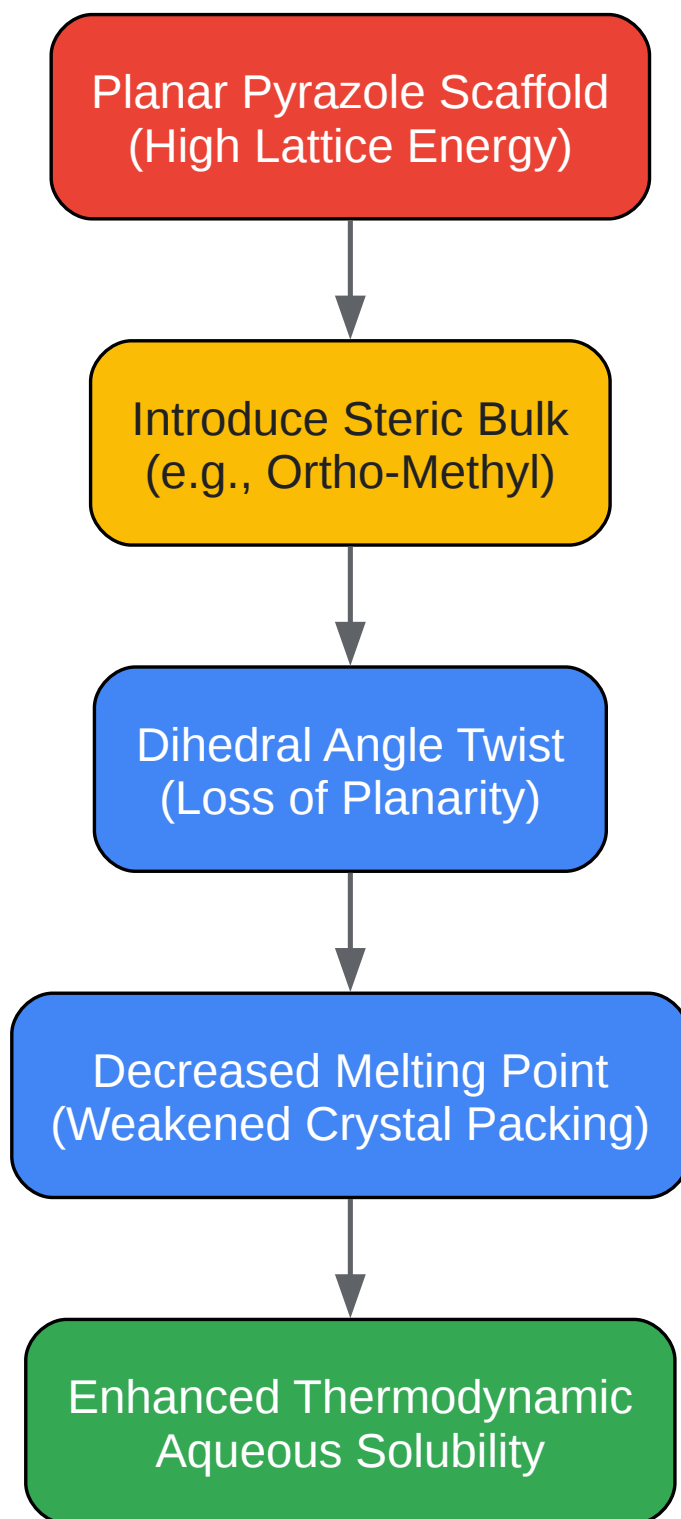 Planar Pyrazole Scaffold
(High Lattice Energy)
Introduce Steric Bulk
(e.g., Ortho-Methyl)
Dihedral Angle Twist
(Loss of Planarity)
Decreased Melting Point
(Weakened Crystal Packing)
Enhanced Thermodynamic
Aqueous Solubility